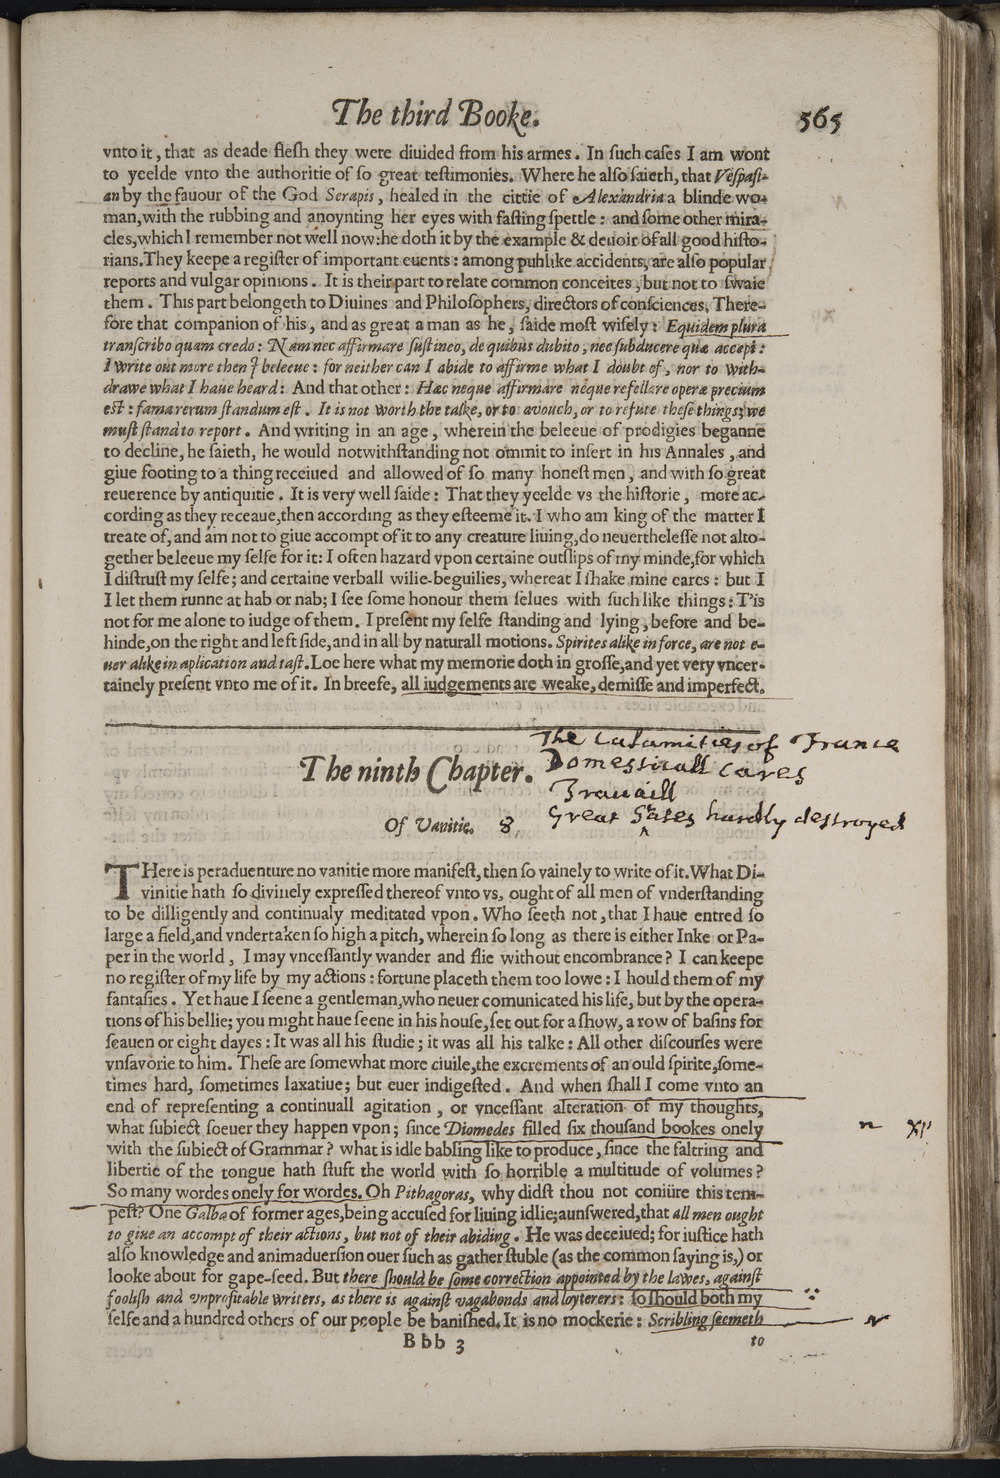 The third Booke. 565
vnto it, that as deade flesh they were diuided from his armes. In such cases I am wont
to yeelde vnto the authoritie of so great testimonies. Where he also saieth, that Vespasi-
an by the fauour of the God Serapis, healed in the cittie of Alexandria a blinde wo-
man, with the rubbing and anoynting her eyes with fasting spettle: and some other mira-
cles, which I remember not well now: he doth it by the example & deuoir of all good histo-
rians. They keepe a register of important euents: among puhlike accidents, are also popular
reports and vulgar opinions. It is their part to relate common conceites, but not to swaie
them. This part belongeth to Diuines and Philosophers, directors of consciences. There-
fore that companion of his, and as great a man as he, saide most wisely: Equidem plura
transcribo quam credo: Nam nec affirmare sustineo, de quibus dubito, nec subducere quæ accepi:
I write out more then I beleeue: for neither can I abide to affirme what I doubt of, nor to with-
drawe what I haue heard: And that other: Hæc neque affirmare neque refellere operæ precium
est: fama rerum standum est. It is not worth the talke, or to avouch, or to refute these things; we
must stand to report. And writing in an age, wherein the beleeue of prodigies beganne
to decline, he saieth, he would notwithstanding not ommit to insert in his Annales, and
giue footing to a thing receiued and allowed of so many honest men, and with so great
reuerence by antiquitie. It is very well saide: That they yeelde vs the historie, more ac-
cording as they receaue, then according as they esteeme it. I who am king of the matter I
treate of, and am not to giue accompt of it to any creature liuing, do neuerthelesse not alto-
gether beleeue my selfe for it: I often hazard vpon certaine outslips of my minde, for which
I distrust my selfe; and certaine verball wilie-beguilies, whereat I shake mine eares: but I
I let them runne at hab or nab; I see some honour them selues with such like things: T'is
not for me alone to iudge of them. I present my selfe standing and lying, before and be-
hinde, on the right and left side, and in all by naturall motions. Spirites alike in force, are not e-
uer alike in aplication and tast. Loe here what my memorie doth in grosse, and yet very vncer-
tainely present vnto me of it. In breefe, all iudgements are weake, demisse and imperfect.
The Calamities of France
The ninth Chapter. Domesticall Cares
Trauaill
Of Vanitie. Great States hardly destroyed
THere is peraduenture no vanitie more manifest, then so vainely to write of it. What Di-
vinitie hath so divinely expressed thereof vnto vs, ought of all men of vnderstanding
to be dilligently and continualy meditated vpon. Who seeth not, that I haue entred so
large a field, and vndertaken so high a pitch, wherein so long as there is either Inke or Pa-
per in the world, I may vncessantly wander and flie without encombrance? I can keepe
no register of my life by my actions: fortune placeth them too lowe: I hould them of my
fantasies. Yet haue I seene a gentleman, who neuer comunicated his life, but by the opera-
tions of his bellie; you might haue seene in his house, set out for a show, a row of basins for
seauen or eight dayes: It was all his studie; it was all his talke: All other discourses were
vnsavorie to him. These are somewhat more ciuile, the excrements of an ould spirite, some-
times hard, sometimes laxatiue; but euer indigested. And when shall I come vnto an
end of representing a continuall agitation, or vncessant alteration of my thoughts,
what subiect soeuer they happen vpon; since Diomedes filled six thousand bookes onely
with the subiect of Grammar? what is idle babling like to produce, since the faltring and
libertie of the tongue hath stuft the world with so horrible a multitude of volumes?
So many wordes onely for wordes. Oh Pithagoras, why didst thou not coniùre this tem-
pest? One Galba of former ages, being accused for liuing idlie; aunswered, that all men ought
to giue an accompt of their actions, but not of their abiding. He was deceiued; for iustice hath
also knowledge and animaduersion ouer such as gather stuble (as the common saying is,) or
looke about for gape-seed. But there should be some correction appointed by the lawes, against
foolish and vnprofitable writers, as there is against vagabonds and loyterers: so should both my
selfe and a hundred others of our people be banished. It is no mockerie: Scribling seemeth
Bbb 3 to